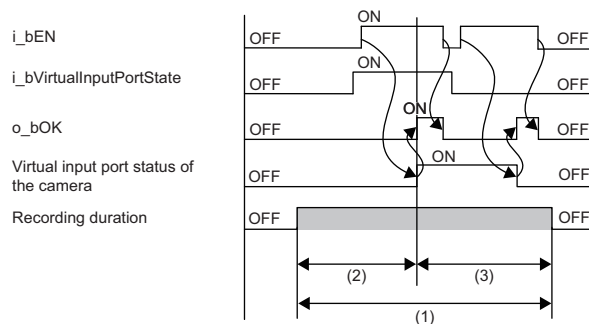 ON
i_bEN
OFF
OFF
ON
i_bVirtualInputPortState
OFF
OFF
ON
o_bOK
OFF
OFF
Virtual input port status of
the camera
ON
OFF
OFF
Recording duration
OFF
OFF
(2)
(3)
(1)